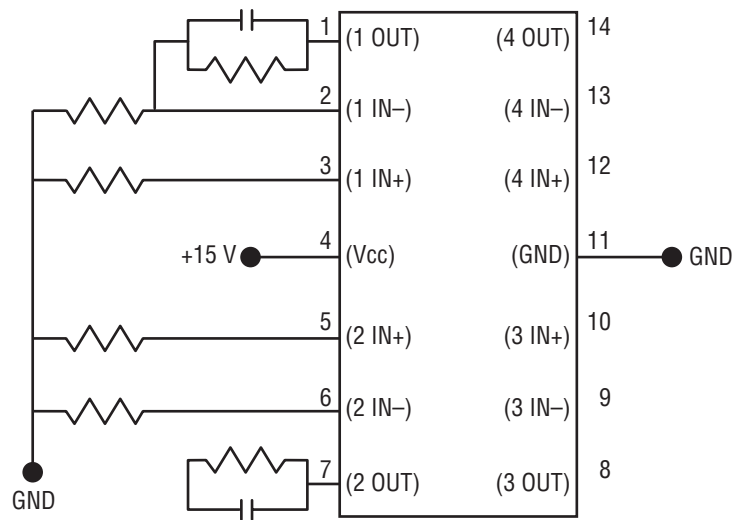 1 (1 OUT) (4 OUT) 14
2 (1 IN–) (4 IN–) 13
3 (1 IN+) (4 IN+) 12
+15 V 4 (Vcc) (GND) 11 GND
5 (2 IN+) (3 IN+) 10
6 (2 IN–) (3 IN–) 9
7 (2 OUT) (3 OUT) 8
GND